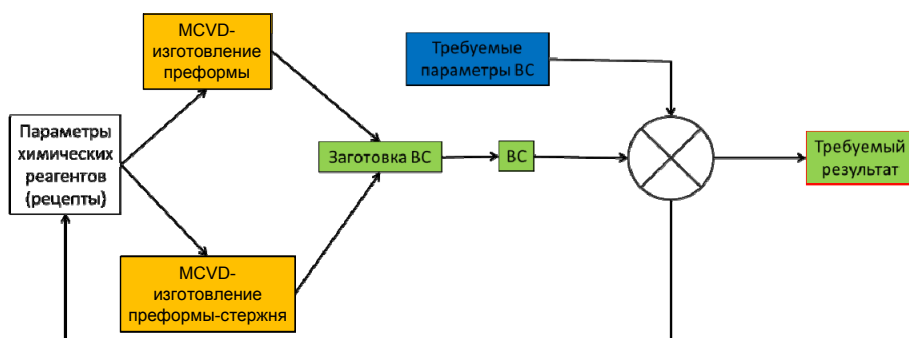 MCVD-
изготовление
преформы
Требуемые
параметры ВС
Параметры
химических
реагентов
(рецепты)
Заготовка ВС
ВС
Требуемый
результат
MCVD-
изготовление
преформы-стержня